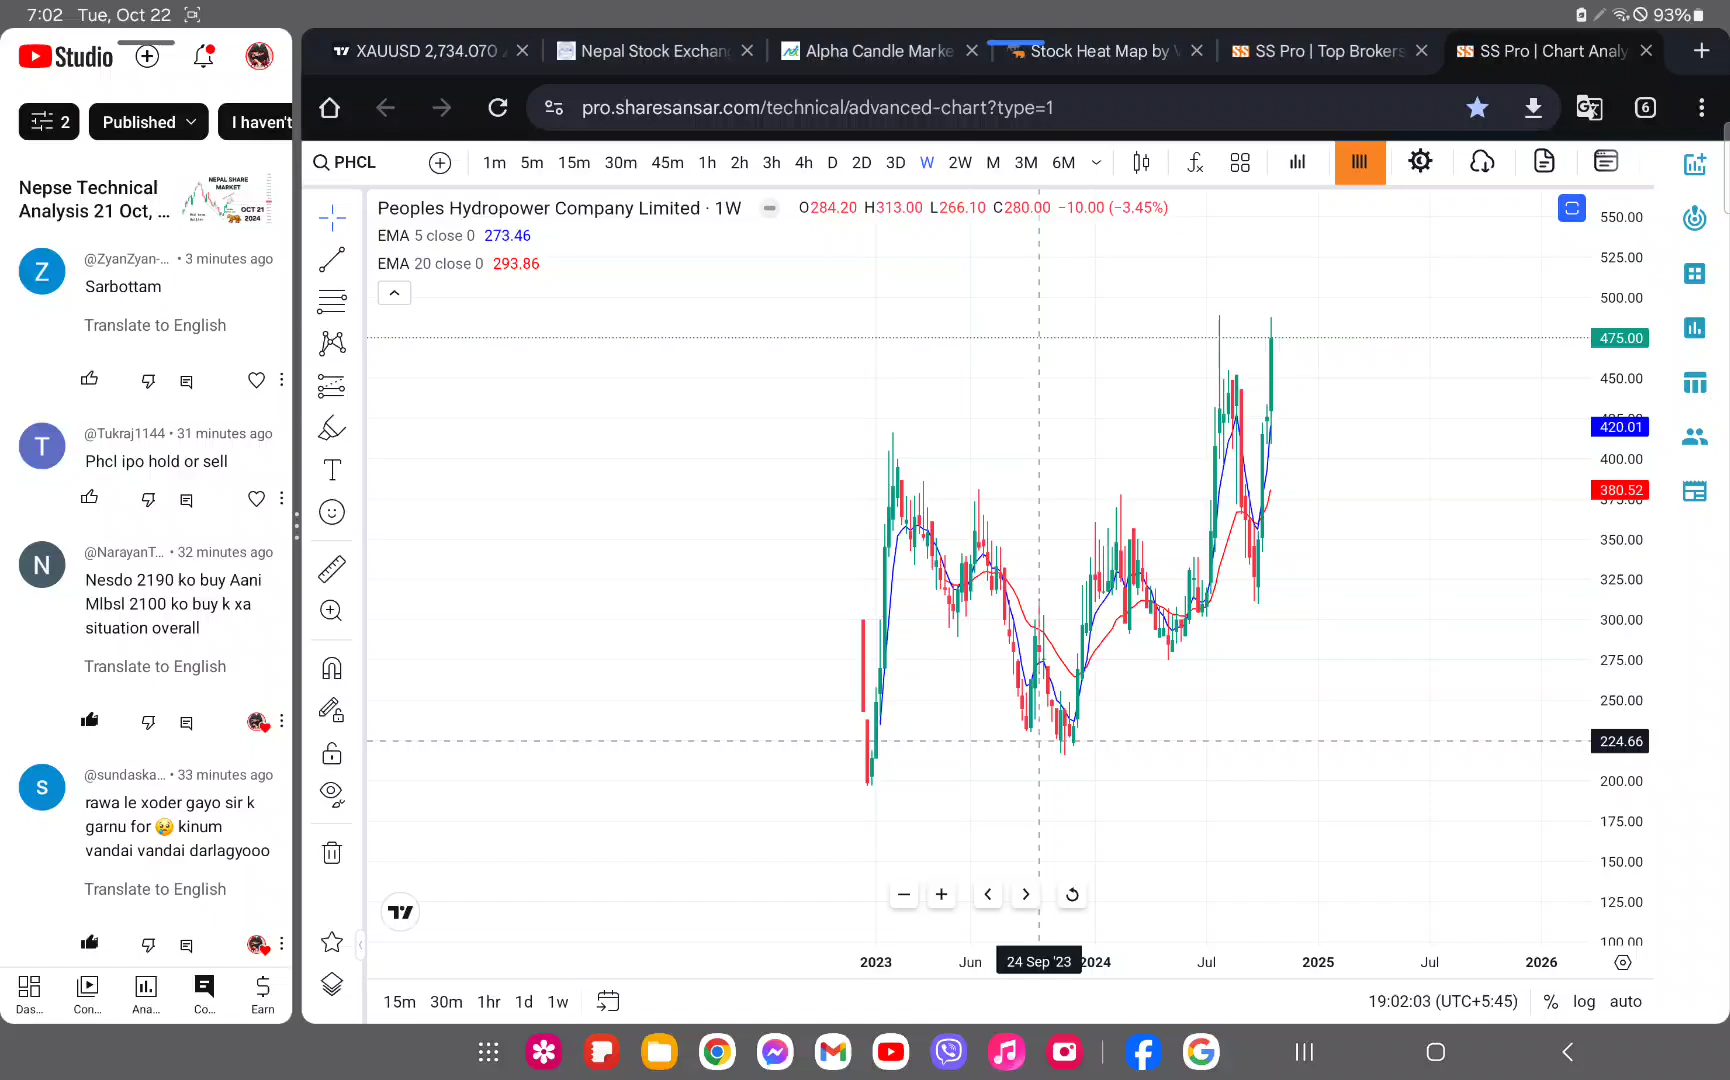 7:02 Tue, Oct 22
93%
Studio
2
Published
I haven't
Nepse Technical
Analysis 21 Oct, ...
NEPAL SHARE
MARKET
OCT 21
2024
Z
@ZyanZyan-... • 3 minutes ago
Sarbottam
Translate to English
T
@Tukraj1144 • 31 minutes ago
Phcl ipo hold or sell
N
@NarayanT... • 32 minutes ago
Nesdo 2190 ko buy Aani
Mlbsl 2100 ko buy k xa
situation overall
Translate to English
S
@sundaska... • 33 minutes ago
rawa le xoder gayo sir k
garnu for 😢 kinum
vandai vandai darlagyooo
Translate to English
Das...
Con...
Ana...
Co...
Earn
XAUUSD 2,734.070
Nepal Stock Exchan
Alpha Candle Marke
Stock Heat Map by
SS Pro | Top Brokers
SS Pro | Chart Analy
pro.sharesansar.com/technical/advanced-chart?type=1
6
PHCL
1m 5m 15m 30m 45m 1h 2h 3h 4h D 2D 3D W 2W M 3M 6M
Peoples Hydropower Company Limited · 1W
O284.20 H313.00 L266.10 C280.00 −10.00 (−3.45%)
EMA 5 close 0 273.46
EMA 20 close 0 293.86
550.00
525.00
500.00
475.00
450.00
420.01
400.00
380.52
350.00
325.00
300.00
275.00
250.00
224.66
200.00
175.00
150.00
125.00
100.00
2023
Jun
24 Sep '23
2024
Jul
2025
Jul
2026
15m 30m 1hr 1d 1w
19:02:03 (UTC+5:45)
% log auto